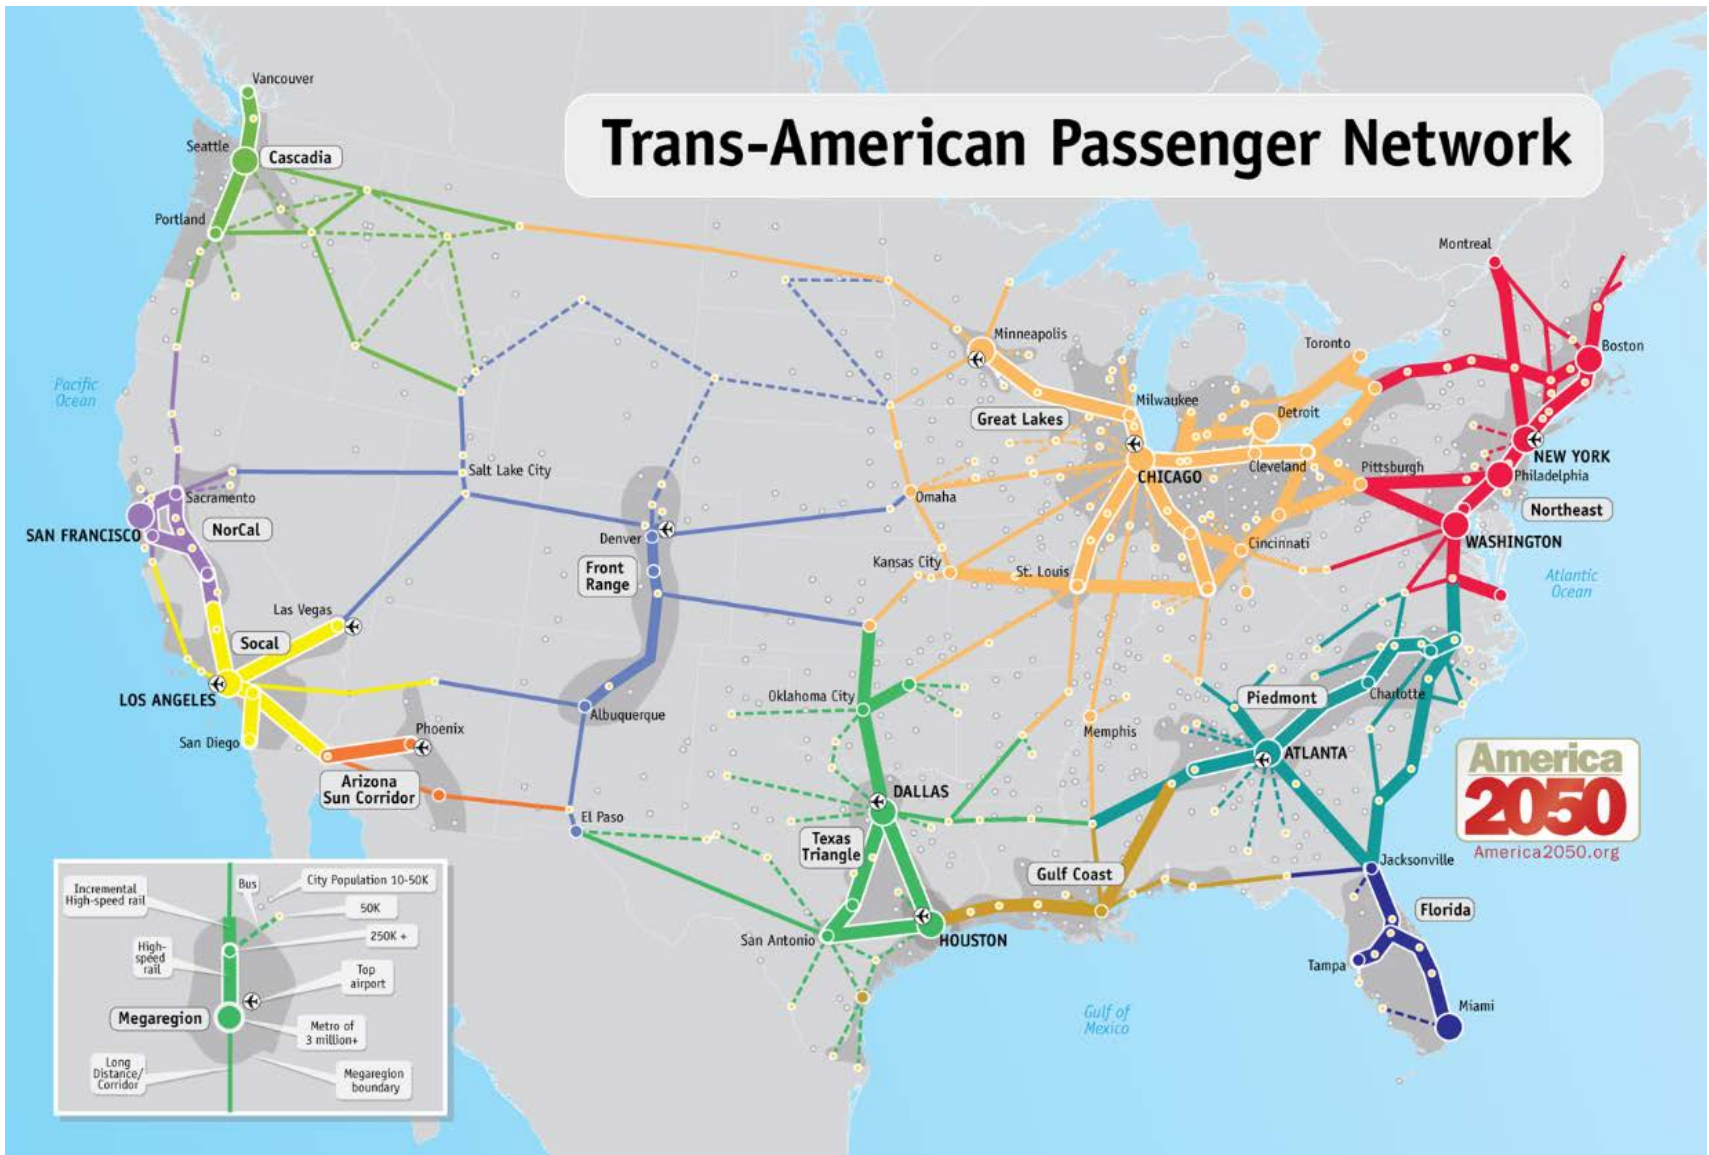 Trans-American Passenger Network
Vancouver
Seattle
Cascadia
Portland
Montreal
Minneapolis
Toronto
Boston
Pacific
Ocean
Milwaukee
Detroit
Great Lakes
NEW YORK
Salt Lake City
CHICAGO
Cleveland
Pittsburgh
Philadelphia
Sacramento
Omaha
Northeast
SAN FRANCISCO
NorCal
Denver
Cincinnati
WASHINGTON
Front
Range
Kansas City
St. Louis
Atlantic
Ocean
Las Vegas
Socal
LOS ANGELES
Oklahoma City
Piedmont
Charlotte
Albuquerque
Phoenix
San Diego
Memphis
ATLANTA
Arizona
Sun Corridor
DALLAS
America
2050
America2050.org
El Paso
Texas
Triangle
Jacksonville
Gulf Coast
Florida
San Antonio
HOUSTON
Tampa
Miami
Gulf of
Mexico
Incremental
High-speed rail
Bus
City Population 10-50K
50K
250K +
High-
speed
rail
Top
airport
Megaregion
Metro of
3 million+
Long
Distance/
Corridor
Megaregion
boundary